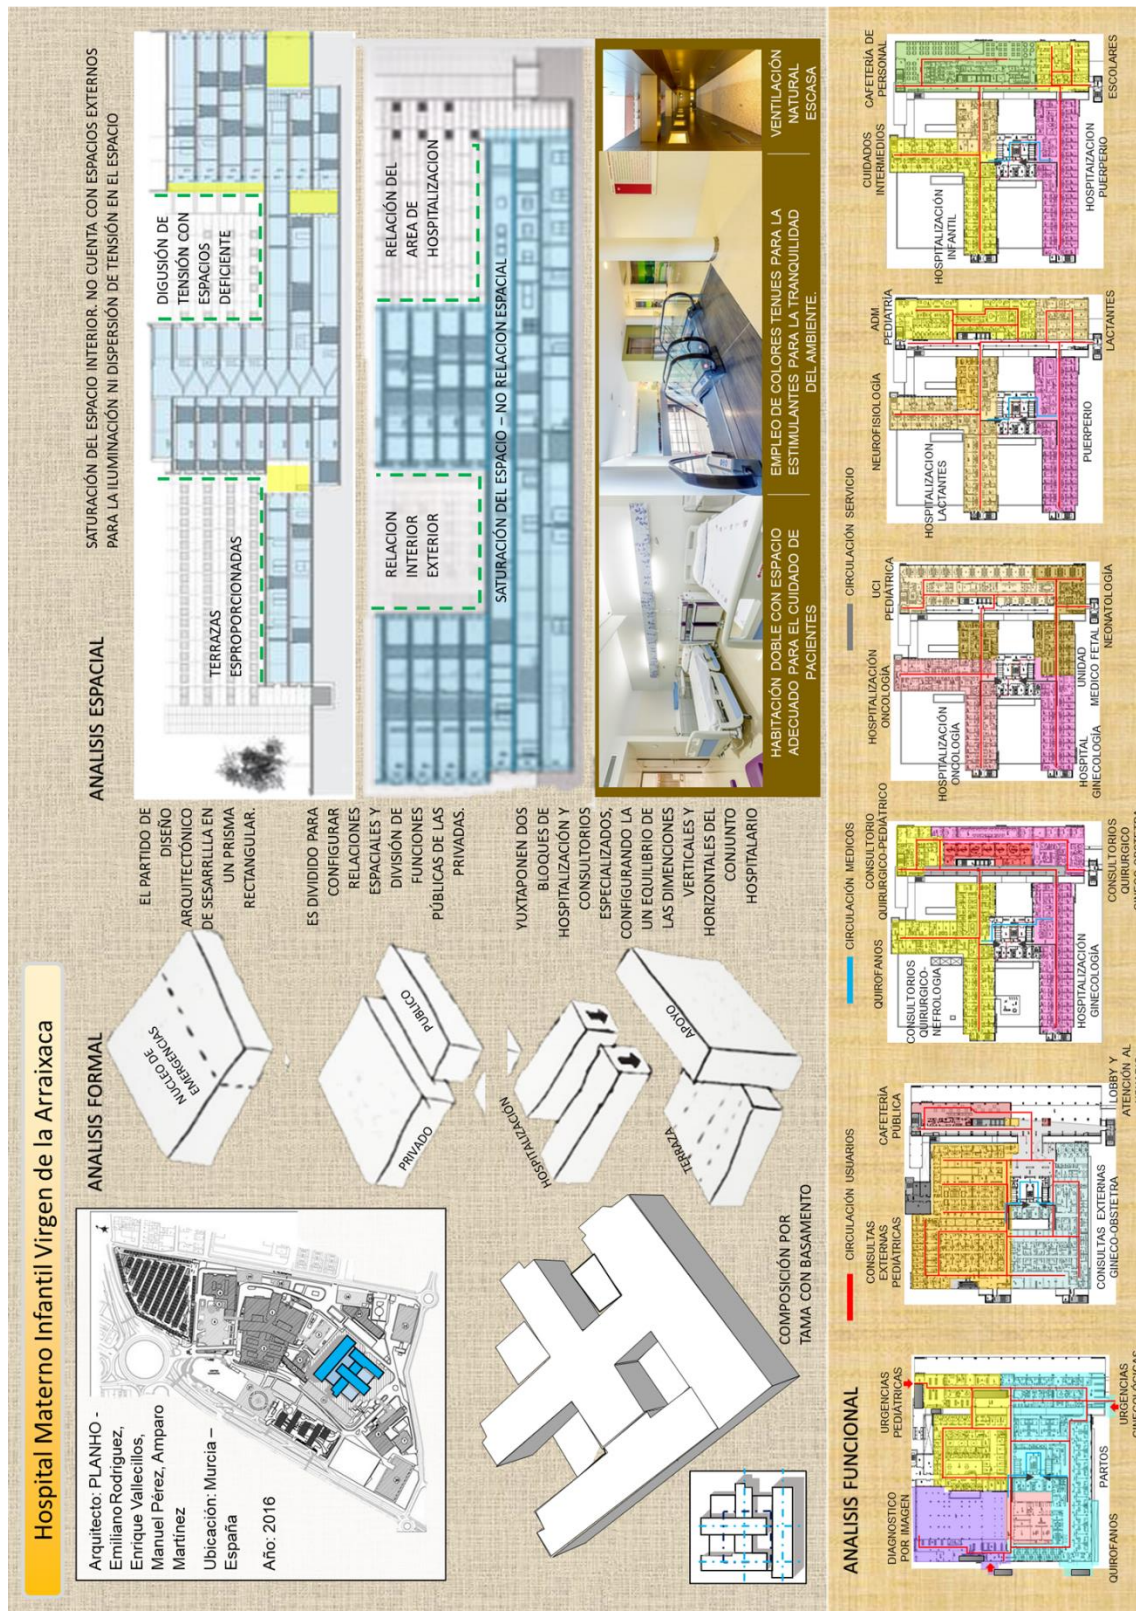 Hospital Materno Infantil Virgen de la Arraixaca
Arquitecto: PLANHO -
Emiliano Rodríguez,
Enrique Vallecillos,
Manuel Pérez, Amparo
Martínez
Ubicación: Murcia –
España
Año: 2016
COMPOSICIÓN POR
TAMA CON BASAMENTO
ANALISIS FORMAL
NUCLEO DE
EMERGENCIAS
PRIVADO
PUBLICO
HOSPITALIZACIÓN
TERRAZA
APOYO
EL PARTIDO DE
DISEÑO
ARQUITECTÓNICO
DE SESARRLLA EN
UN PRISMA
RECTANGULAR.
ES DIVIDIDO PARA
CONFIGURAR
RELACIONES
ESPACIALES Y
DIVISIÓN DE
FUNCIONES
PÚBLICAS DE LAS
PRIVADAS.
YUXTAPONEN DOS
BLOQUES DE
HOSPITALIZACIÓN Y
CONSULTORIOS
ESPECIALIZADOS,
CONFIGURANDO LA
UN EQUILIBRIO DE
LAS DIMENCIONES
VERTICALES Y
HORIZONTALES DEL
CONJUNTO
HOSPITALARIO
ANALISIS ESPACIAL
SATURACIÓN DEL ESPACIO INTERIOR. NO CUENTA CON ESPACIOS EXTERNOS
PARA LA ILUMINACIÓN NI DISPERSIÓN DE TENSIÓN EN EL ESPACIO
TERRAZAS
ESPROPORCIONADAS
DIGUSIÓN DE
TENSIÓN CON
ESPACIOS
DEFICIENTE
RELACION
INTERIOR
EXTERIOR
RELACIÓN DEL
AREA DE
HOSPITALIZACION
SATURACIÓN DEL ESPACIO – NO RELACION ESPACIAL
HABITACIÓN DOBLE CON ESPACIO
ADECUADO PARA EL CUIDADO DE
PACIENTES
EMPLEO DE COLORES TENUES PARA LA
ESTIMULANTES PARA LA TRANQUILIDAD
DEL AMBIENTE.
VENTILACIÓN
NATURAL
ESCASA
ANALISIS FUNCIONAL
CIRCULACIÓN USUARIOS
CIRCULACIÓN MEDICOS
CIRCULACIÓN SERVICIO
DIAGNOSTICO
POR IMAGEN
URGENCIAS
PEDIÁTRICAS
QUIROFANOS
PARTOS
URGENCIAS
CONSULTAS
EXTERNAS
PEDIÁTRICAS
CAFETERÍA
PUBLICA
CONSULTAS EXTERNAS
GINECO-OBSTETRA
LOBBY Y
ATENCIÓN AL
QUIROFANOS
CONSULTORIO
QUIRURGICO-PEDIÁTRICO
CONSULTORIOS
QUIRURGICO-
NEFROLOGÍA
HOSPITALIZACIÓN
GINECOLOGÍA
CONSULTORIOS
QUIRURGICO
HOSPITALIZACIÓN
ONCOLOGÍA
UCI
PEDIÁTRICA
HOSPITALIZACIÓN
ONCOLOGÍA
HOSPITAL
GINECOLOGÍA
UNIDAD
MEDICO FETAL
NEONATOLOGÍA
NEUROFISIOLOGÍA
ADM
PEDIATRÍA
HOSPITALIZACION
LACTANTES
PUERPERIO
LACTANTES
CUIDADOS
INTERMEDIOS
CAFETERÍA DE
PERSONAL
HOSPITALIZACIÓN
INFANTIL
HOSPITAIZACION
PUERPERIO
ESCOLARES